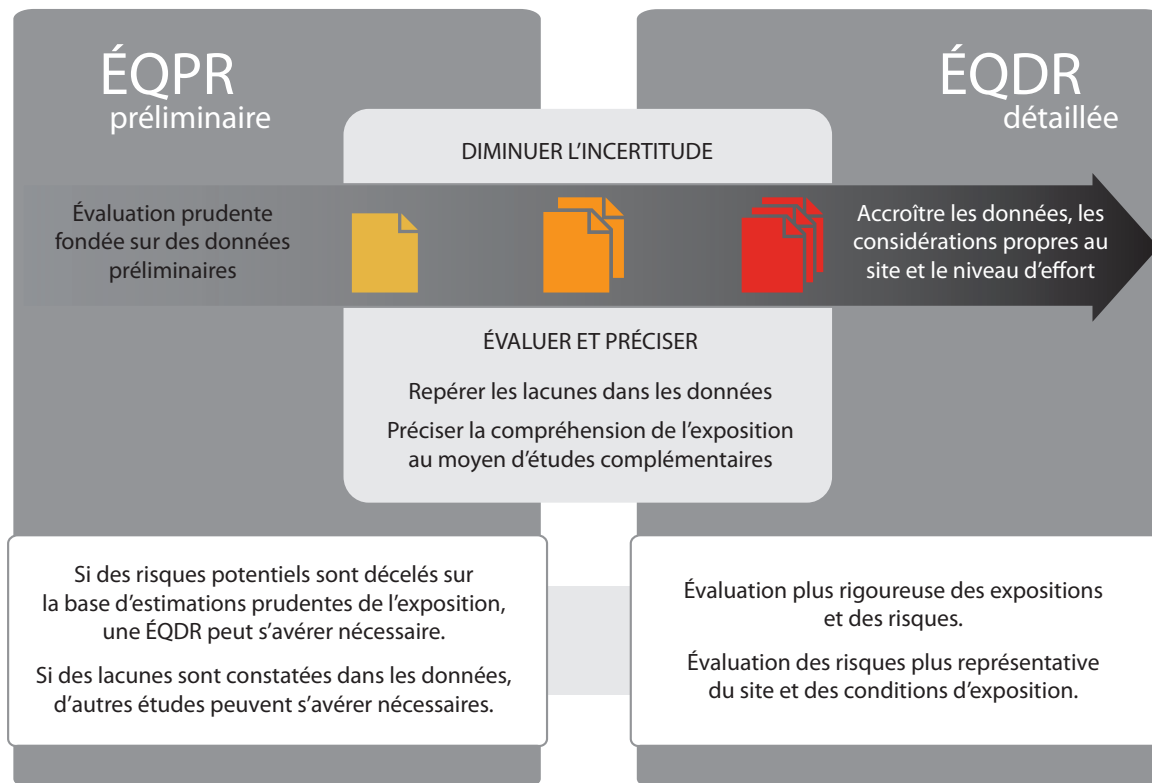 ÉQPR
préliminaire
ÉQDR
détaillée
DIMINUER L’INCERTITUDE
Évaluation prudente
fondée sur des données
préliminaires
Accroître les données, les
considérations propres au
site et le niveau d’effort
ÉVALUER ET PRÉCISER
Repérer les lacunes dans les données
Préciser la compréhension de l’exposition
au moyen d’études complémentaires
Si des risques potentiels sont décelés sur
la base d’estimations prudentes de l’exposition,
une ÉQDR peut s’avérer nécessaire.
Si des lacunes sont constatées dans les données,
d’autres études peuvent s’avérer nécessaires.
Évaluation plus rigoureuse des expositions
et des risques.
Évaluation des risques plus représentative
du site et des conditions d’exposition.